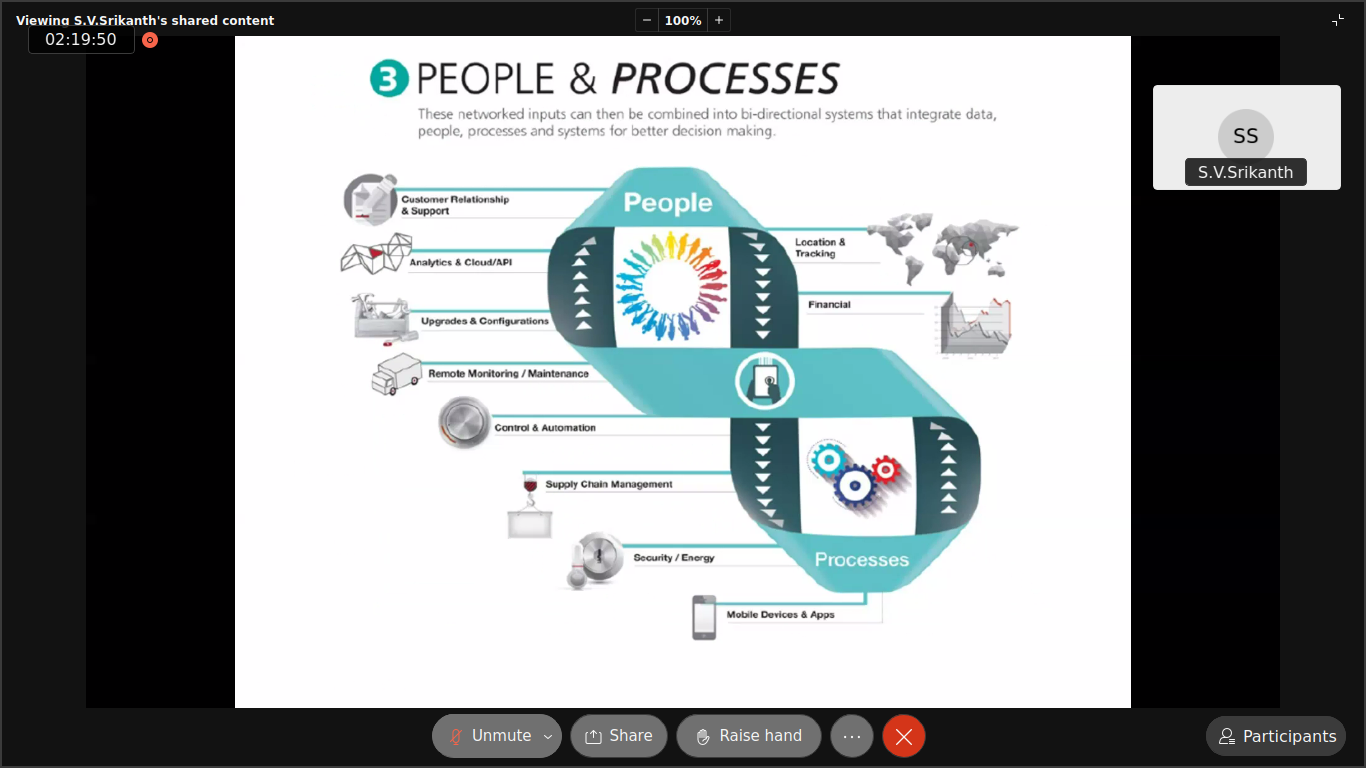 Viewing S.V.Srikanth's shared content
− 100% +
02:19:50
3 PEOPLE & PROCESSES
These networked inputs can then be combined into bi-directional systems that integrate data,
people, processes and systems for better decision making.
SS
S.V.Srikanth
People
Customer Relationship
& Support
Location &
Tracking
Analytics & Cloud/API
Financial
Upgrades & Configurations
Remote Monitoring / Maintenance
Control & Automation
Supply Chain Management
Security / Energy
Processes
Mobile Devices & Apps
Unmute
Share
Raise hand
...
Participants